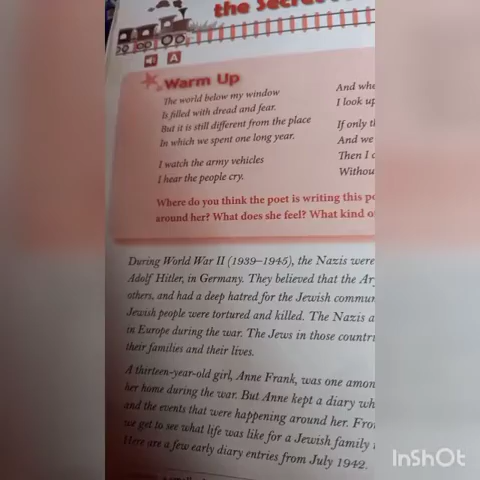 the Secret
A
Warm Up
The world below my window
Is filled with dread and fear.
But it is still different from the place
In which we spent one long year.
I watch the army vehicles
I hear the people cry.
And whe
I look up
If only t
And we
Then I c
Withou
Where do you think the poet is writing this po
around her? What does she feel? What kind o
During World War II (1939–1945), the Nazis were
Adolf Hitler, in Germany. They believed that the Ar
others, and had a deep hatred for the Jewish commun
Jewish people were tortured and killed. The Nazis a
in Europe during the war. The Jews in those countri
their families and their lives.
A thirteen-year-old girl, Anne Frank, was one amon
her home during the war. But Anne kept a diary wh
and the events that were happening around her. Fro
we get to see what life was like for a Jewish family
Here are a few early diary entries from July 1942.
InShOt